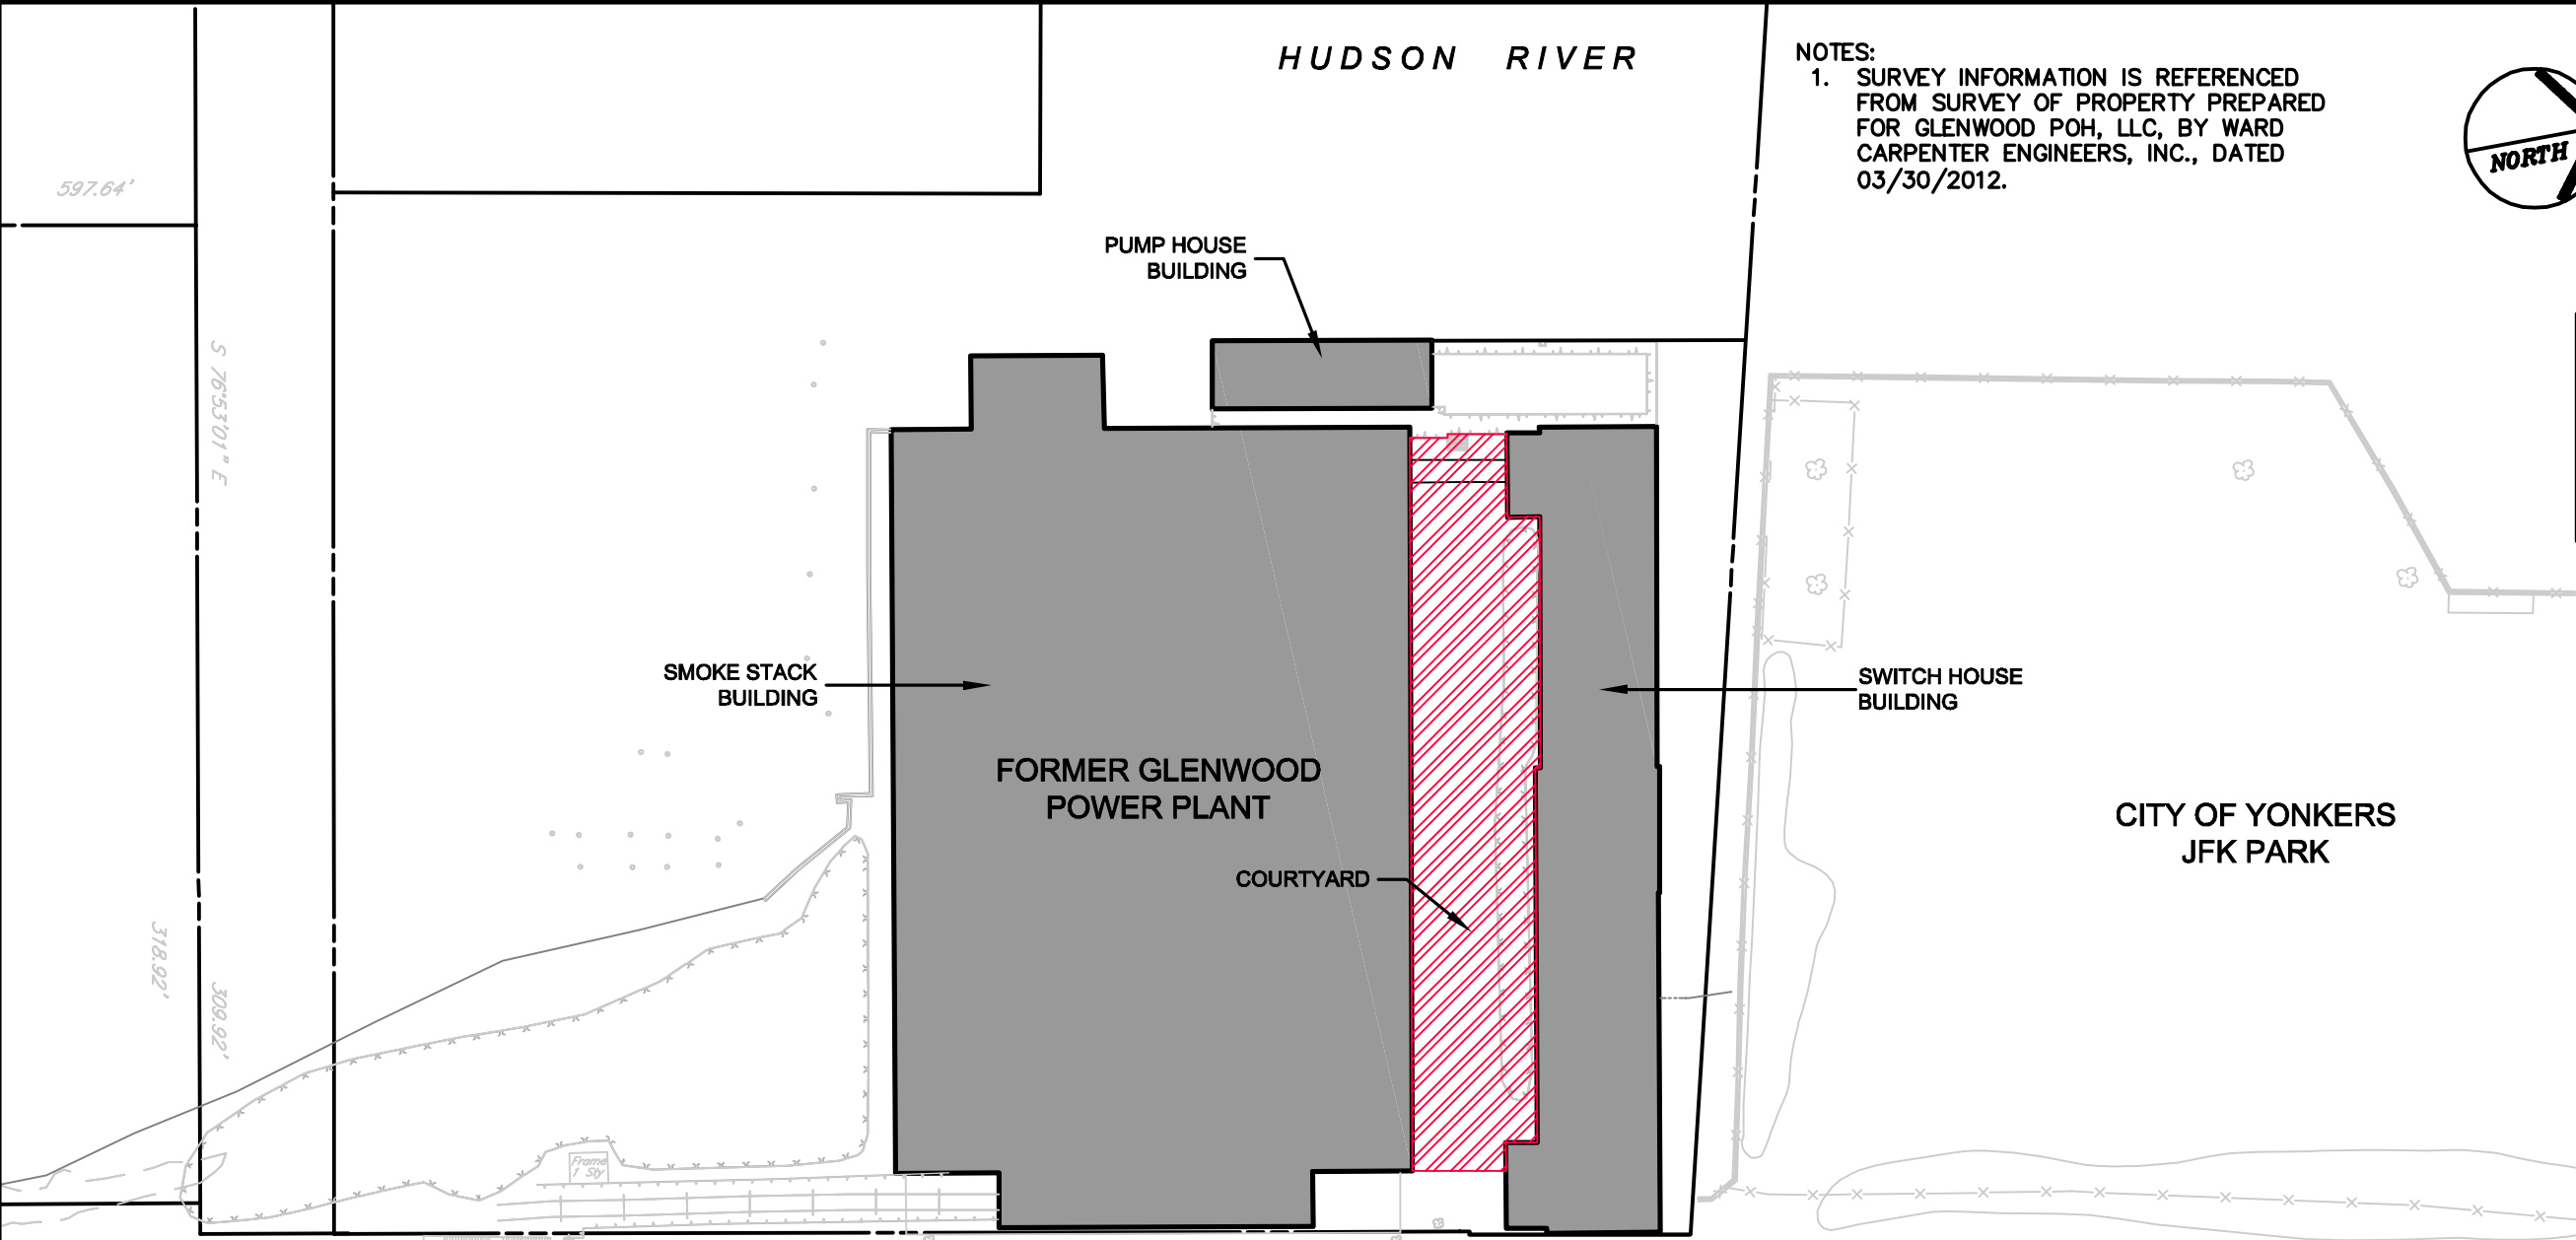 HUDSON RIVER
NOTES:
1. SURVEY INFORMATION IS REFERENCED
FROM SURVEY OF PROPERTY PREPARED
FOR GLENWOOD POH, LLC, BY WARD
CARPENTER ENGINEERS, INC., DATED
03/30/2012.
NORTH
597.64'
PUMP HOUSE
BUILDING
S 76°53'01" E
SMOKE STACK
BUILDING
SWITCH HOUSE
BUILDING
FORMER GLENWOOD
POWER PLANT
CITY OF YONKERS
JFK PARK
COURTYARD
318.92'
309.92'
Frame
1 Sty